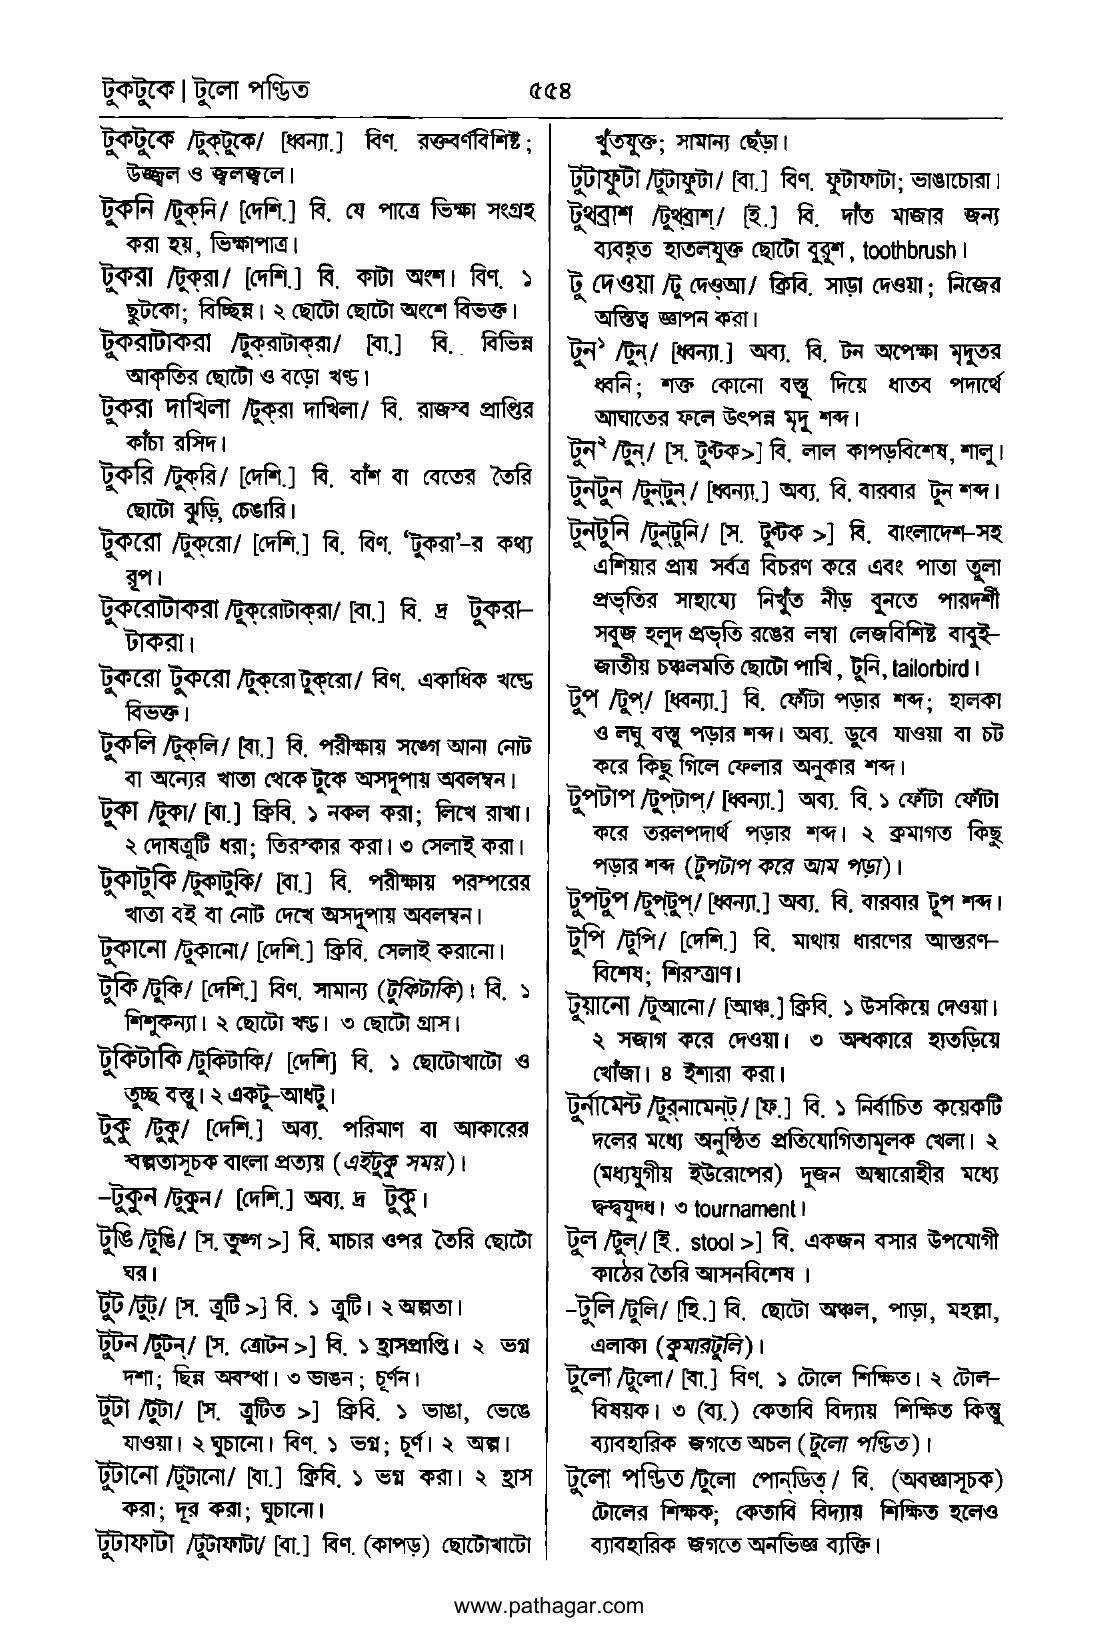 টুকটুকে | টুলো পণ্ডিত
৫৫৪
টুকটুকে /টুক্‌টুকে/ [ধ্বন্যা.] বিণ. রক্তবর্ণবিশিষ্ট;
উজ্জ্বল ও জ্বলজ্বলে।
টুকনি /টুক্‌নি/ [দেশি.] বি. যে পাত্রে ভিক্ষা সংগ্রহ
করা হয়, ভিক্ষাপাত্র।
টুকরা /টুক্‌রা/ [দেশি.] বি. কাটা অংশ। বিণ. ১
ছুটকো; বিচ্ছিন্ন। ২ ছোটো ছোটো অংশে বিভক্ত।
টুকরাটাকরা /টুক্‌রাটাক্‌রা/ [বা.] বি. বিভিন্ন
আকৃতির ছোটো ও বড়ো খণ্ড।
টুকরা দাখিলা /টুক্‌রা দাখিলা/ বি. রাজস্ব প্রাপ্তির
কাঁচা রসিদ।
টুকরি /টুক্‌রি/ [দেশি.] বি. বাঁশ বা বেতের তৈরি
ছোটো ঝুড়ি, চেঙারি।
টুকরো /টুক্‌রো/ [দেশি.] বি. বিণ. ‘টুকরা’-র কথ্য
রূপ।
টুকরোটাকরা /টুক্‌রোটাক্‌রা/ [বা.] বি. দ্র টুকরা-
টাকরা।
টুকরো টুকরো /টুক্‌রো টুক্‌রো/ বিণ. একাধিক খণ্ডে
বিভক্ত।
টুকলি /টুক্‌লি/ [বা.] বি. পরীক্ষায় সঙ্গে আনা নোট
বা অন্যের খাতা থেকে টুকে অসদুপায় অবলম্বন।
টুকা /টুকা/ [বা.] ক্রিবি. ১ নকল করা; লিখে রাখা।
২ দোষত্রুটি ধরা; তিরস্কার করা। ৩ সেলাই করা।
টুকাটুকি /টুকাটুকি/ [বা.] বি. পরীক্ষায় পরস্পরের
খাতা বই বা নোট দেখে অসদুপায় অবলম্বন।
টুকানো /টুকানো/ [দেশি.] ক্রিবি. সেলাই করানো।
টুকি /টুকি/ [দেশি.] বিণ. সামান্য (টুকিটাকি)। বি. ১
শিশুকন্যা। ২ ছোটো খণ্ড। ৩ ছোটো গ্রাস।
টুকিটাকি /টুকিটাকি/ [দেশি] বি. ১ ছোটোখাটো ও
তুচ্ছ বস্তু। ২ একটু-আধটু।
টুকু /টুকু/ [দেশি.] অব্য. পরিমাণ বা আকারের
স্বল্পতাসূচক বাংলা প্রত্যয় (এইটুকু সময়)।
-টুকুন /টুকুন/ [দেশি.] অব্য. দ্র টুকু।
টুঙি /টুঙি/ [স. তুঙ্গ >] বি. মাচার ওপর তৈরি ছোটো
ঘর।
টুট /টুট্/ [স. ত্রুটি >] বি. ১ ত্রুটি। ২ অল্পতা।
টুটন /টুটন্/ [স. ত্রোটন >] বি. ১ হ্রাসপ্রাপ্তি। ২ ভগ্ন
দশা; ছিন্ন অবস্থা। ৩ ভাঙন; চূর্ণন।
টুটা /টুটা/ [স. ত্রুটিত >] ক্রিবি. ১ ভাঙা, ভেঙে
যাওয়া। ২ ঘুচানো। বিণ. ১ ভগ্ন; চূর্ণ। ২ অল্প।
টুটানো /টুটানো/ [বা.] ক্রিবি. ১ ভগ্ন করা। ২ হ্রাস
করা; দূর করা; ঘুচানো।
টুটাফাটা /টুটাফাটা/ [বা.] বিণ. (কাপড়) ছোটোখাটো
খুঁতযুক্ত; সামান্য ছেঁড়া।
টুটাফুটা /টুটাফুটা/ [বা.] বিণ. ফুটাফাটা; ভাঙাচোরা।
টুথব্রাশ /টুথ্‌ব্রাশ্/ [ই.] বি. দাঁত মাজার জন্য
ব্যবহৃত হাতলযুক্ত ছোটো বুরুশ, toothbrush।
টু দেওয়া /টু দেও্‌আ/ ক্রিবি. সাড়া দেওয়া; নিজের
অস্তিত্ব জ্ঞাপন করা।
টুন১ /টুন্/ [ধ্বন্যা.] অব্য. বি. টন অপেক্ষা মৃদুতর
ধ্বনি; শক্ত কোনো বস্তু দিয়ে ধাতব পদার্থে
আঘাতের ফলে উৎপন্ন মৃদু শব্দ।
টুন২ /টুন্/ [স. টুণ্টক>] বি. লাল কাপড়বিশেষ, শালু।
টুনটুন /টুন্‌টুন্/ [ধ্বন্যা.] অব্য. বি. বারবার টুন শব্দ।
টুনটুনি /টুন্‌টুনি/ [স. টুণ্টক >] বি. বাংলাদেশ-সহ
এশিয়ার প্রায় সর্বত্র বিচরণ করে এবং পাতা তুলা
প্রভৃতির সাহায্যে নিখুঁত নীড় বুনতে পারদর্শী
সবুজ হলুদ প্রভৃতি রঙের লম্বা লেজবিশিষ্ট বাবুই-
জাতীয় চঞ্চলমতি ছোটো পাখি, টুনি, tailorbird।
টুপ /টুপ্/ [ধ্বন্যা.] বি. ফোঁটা পড়ার শব্দ; হালকা
ও লঘু বস্তু পড়ার শব্দ। অব্য. ডুবে যাওয়া বা চট
করে কিছু গিলে ফেলার অনুকার শব্দ।
টুপটাপ /টুপ্‌টাপ্/ [ধ্বন্যা.] অব্য. বি. ১ ফোঁটা ফোঁটা
করে তরলপদার্থ পড়ার শব্দ। ২ ক্রমাগত কিছু
পড়ার শব্দ (টুপটাপ করে আম পড়া)।
টুপটুপ /টুপ্‌টুপ্/ [ধ্বন্যা.] অব্য. বি. বারবার টুপ শব্দ।
টুপি /টুপি/ [দেশি.] বি. মাথায় ধারণের আস্তরণ-
বিশেষ; শিরস্ত্রাণ।
টুয়ানো /টুআনো/ [আঞ্চ.] ক্রিবি. ১ উসকিয়ে দেওয়া।
২ সজাগ করে দেওয়া। ৩ অন্ধকারে হাতড়িয়ে
খোঁজা। ৪ ইশারা করা।
টুর্নামেন্ট /টুর্‌নামেন্‌ট্/ [ফ.] বি. ১ নির্বাচিত কয়েকটি
দলের মধ্যে অনুষ্ঠিত প্রতিযোগিতামূলক খেলা। ২
(মধ্যযুগীয় ইউরোপের) দুজন অশ্বারোহীর মধ্যে
দ্বন্দ্বযুদ্ধ। ৩ tournament।
টুল /টুল্/ [ই. stool >] বি. একজন বসার উপযোগী
কাঠের তৈরি আসনবিশেষ ।
-টুলি /টুলি/ [হি.] বি. ছোটো অঞ্চল, পাড়া, মহল্লা,
এলাকা (কুমারটুলি)।
টুলো /টুলো/ [বা.] বিণ. ১ টোলে শিক্ষিত। ২ টোল-
বিষয়ক। ৩ (ব্য.) কেতাবি বিদ্যায় শিক্ষিত কিন্তু
ব্যাবহারিক জগতে অচল (টুলো পণ্ডিত)।
টুলো পণ্ডিত /টুলো পোন্‌ডিত্/ বি. (অবজ্ঞাসূচক)
টোলের শিক্ষক; কেতাবি বিদ্যায় শিক্ষিত হলেও
ব্যাবহারিক জগতে অনভিজ্ঞ ব্যক্তি।
www.pathagar.com